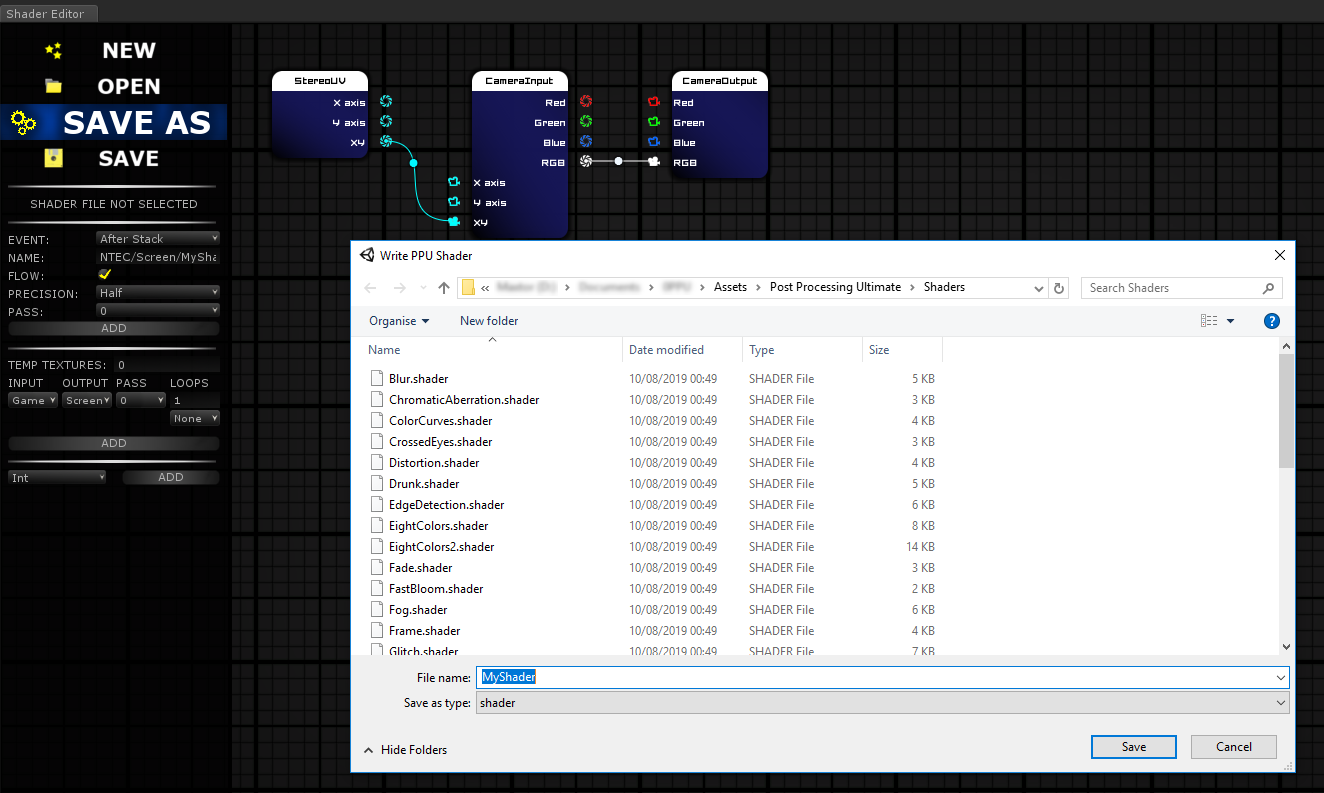 Shader Editor
NEW
OPEN
SAVE AS
SAVE
SHADER FILE NOT SELECTED
EVENT: After Stack
NAME: NTEC/Screen/MySha
FLOW:
PRECISION: Half
PASS: 0
ADD
TEMP TEXTURES: 0
INPUT OUTPUT PASS LOOPS
Game Screen 0 1
None
ADD
Int ADD
StereoUV
X axis
Y axis
XY
CameraInput
Red
Green
Blue
RGB
X axis
Y axis
XY
CameraOutput
Red
Green
Blue
RGB
Write PPU Shader
« Assets > Post Processing Ultimate > Shaders
Search Shaders
Organise New folder
Name Date modified Type Size
Blur.shader 10/08/2019 00:49 SHADER File 5 KB
ChromaticAberration.shader 10/08/2019 00:49 SHADER File 3 KB
ColorCurves.shader 10/08/2019 00:49 SHADER File 4 KB
CrossedEyes.shader 10/08/2019 00:49 SHADER File 3 KB
Distortion.shader 10/08/2019 00:49 SHADER File 4 KB
Drunk.shader 10/08/2019 00:49 SHADER File 5 KB
EdgeDetection.shader 10/08/2019 00:49 SHADER File 6 KB
EightColors.shader 10/08/2019 00:49 SHADER File 8 KB
EightColors2.shader 10/08/2019 00:49 SHADER File 14 KB
Fade.shader 10/08/2019 00:49 SHADER File 3 KB
FastBloom.shader 10/08/2019 00:49 SHADER File 2 KB
Fog.shader 10/08/2019 00:49 SHADER File 6 KB
Frame.shader 10/08/2019 00:49 SHADER File 4 KB
Glitch.shader 10/08/2019 00:49 SHADER File 7 KB
File name: MyShader
Save as type: shader
Hide Folders
Save Cancel